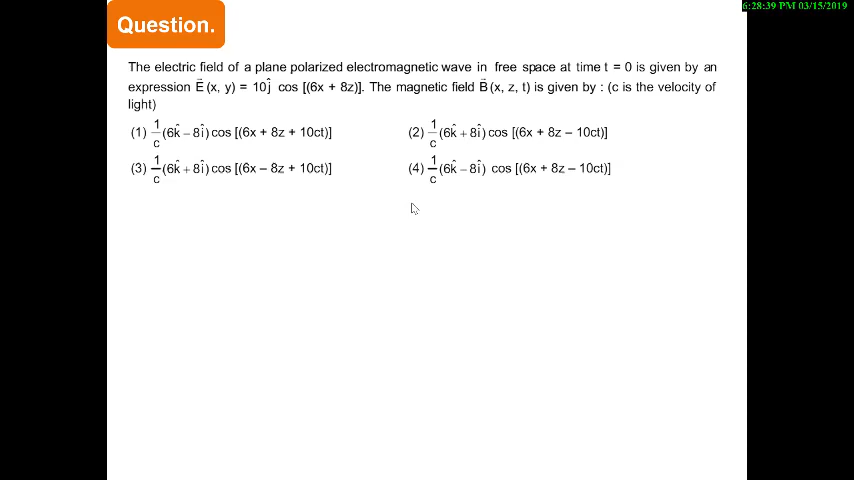 6:28:39 PM 03/15/2019
Question.
The electric field of a plane polarized electromagnetic wave in free space at time t = 0 is given by an
expression E⃗ (x, y) = 10ĵ cos [(6x + 8z)]. The magnetic field B⃗ (x, z, t) is given by : (c is the velocity of
light)
(1) 1/c (6k̂ − 8î) cos [(6x + 8z + 10ct)] (2) 1/c (6k̂ + 8î) cos [(6x + 8z – 10ct)]
(3) 1/c (6k̂ + 8î) cos [(6x – 8z + 10ct)] (4) 1/c (6k̂ − 8î) cos [(6x + 8z – 10ct)]